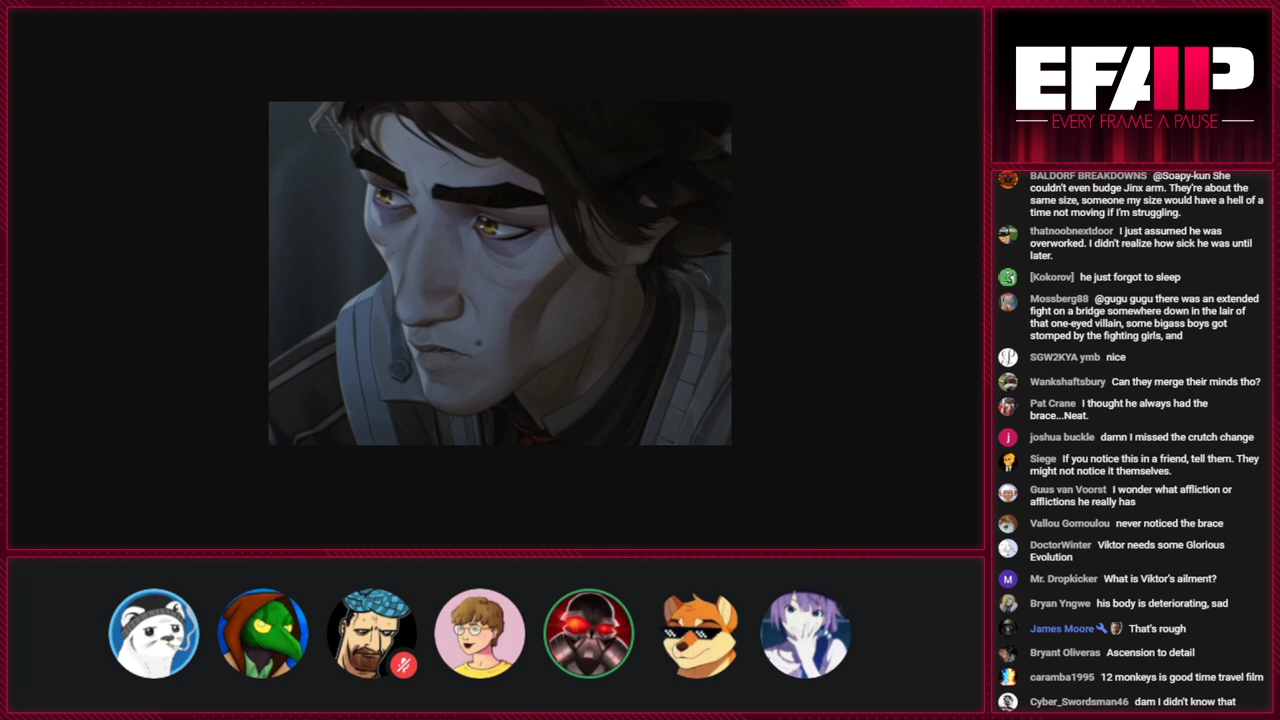 EFAP
EVERY FRAME A PAUSE
BALDORF BREAKDOWNS @Soapy-kun She
couldn't even budge Jinx arm. They're about the
same size, someone my size would have a hell of a
time not moving if I'm struggling.
thatnoobnextdoor I just assumed he was
overworked. I didn't realize how sick he was until
later.
[Kokorov] he just forgot to sleep
Mossberg88 @gugu gugu there was an extended
fight on a bridge somewhere down in the lair of
that one-eyed villain, some bigass boys got
stomped by the fighting girls, and
SGW2KYA ymb nice
Wankshaftsbury Can they merge their minds tho?
Pat Crane I thought he always had the
brace...Neat.
j
joshua buckle damn I missed the crutch change
Siege If you notice this in a friend, tell them. They
might not notice it themselves.
Guus van Voorst I wonder what affliction or
afflictions he really has
Vallou Gomoulou never noticed the brace
DoctorWinter Viktor needs some Glorious
Evolution
M
Mr. Dropkicker What is Viktor's ailment?
Bryan Yngwe his body is deteriorating, sad
James Moore That's rough
Bryant Oliveras Ascension to detail
caramba1995 12 monkeys is good time travel film
Cyber_Swordsman46 dam I didn't know that